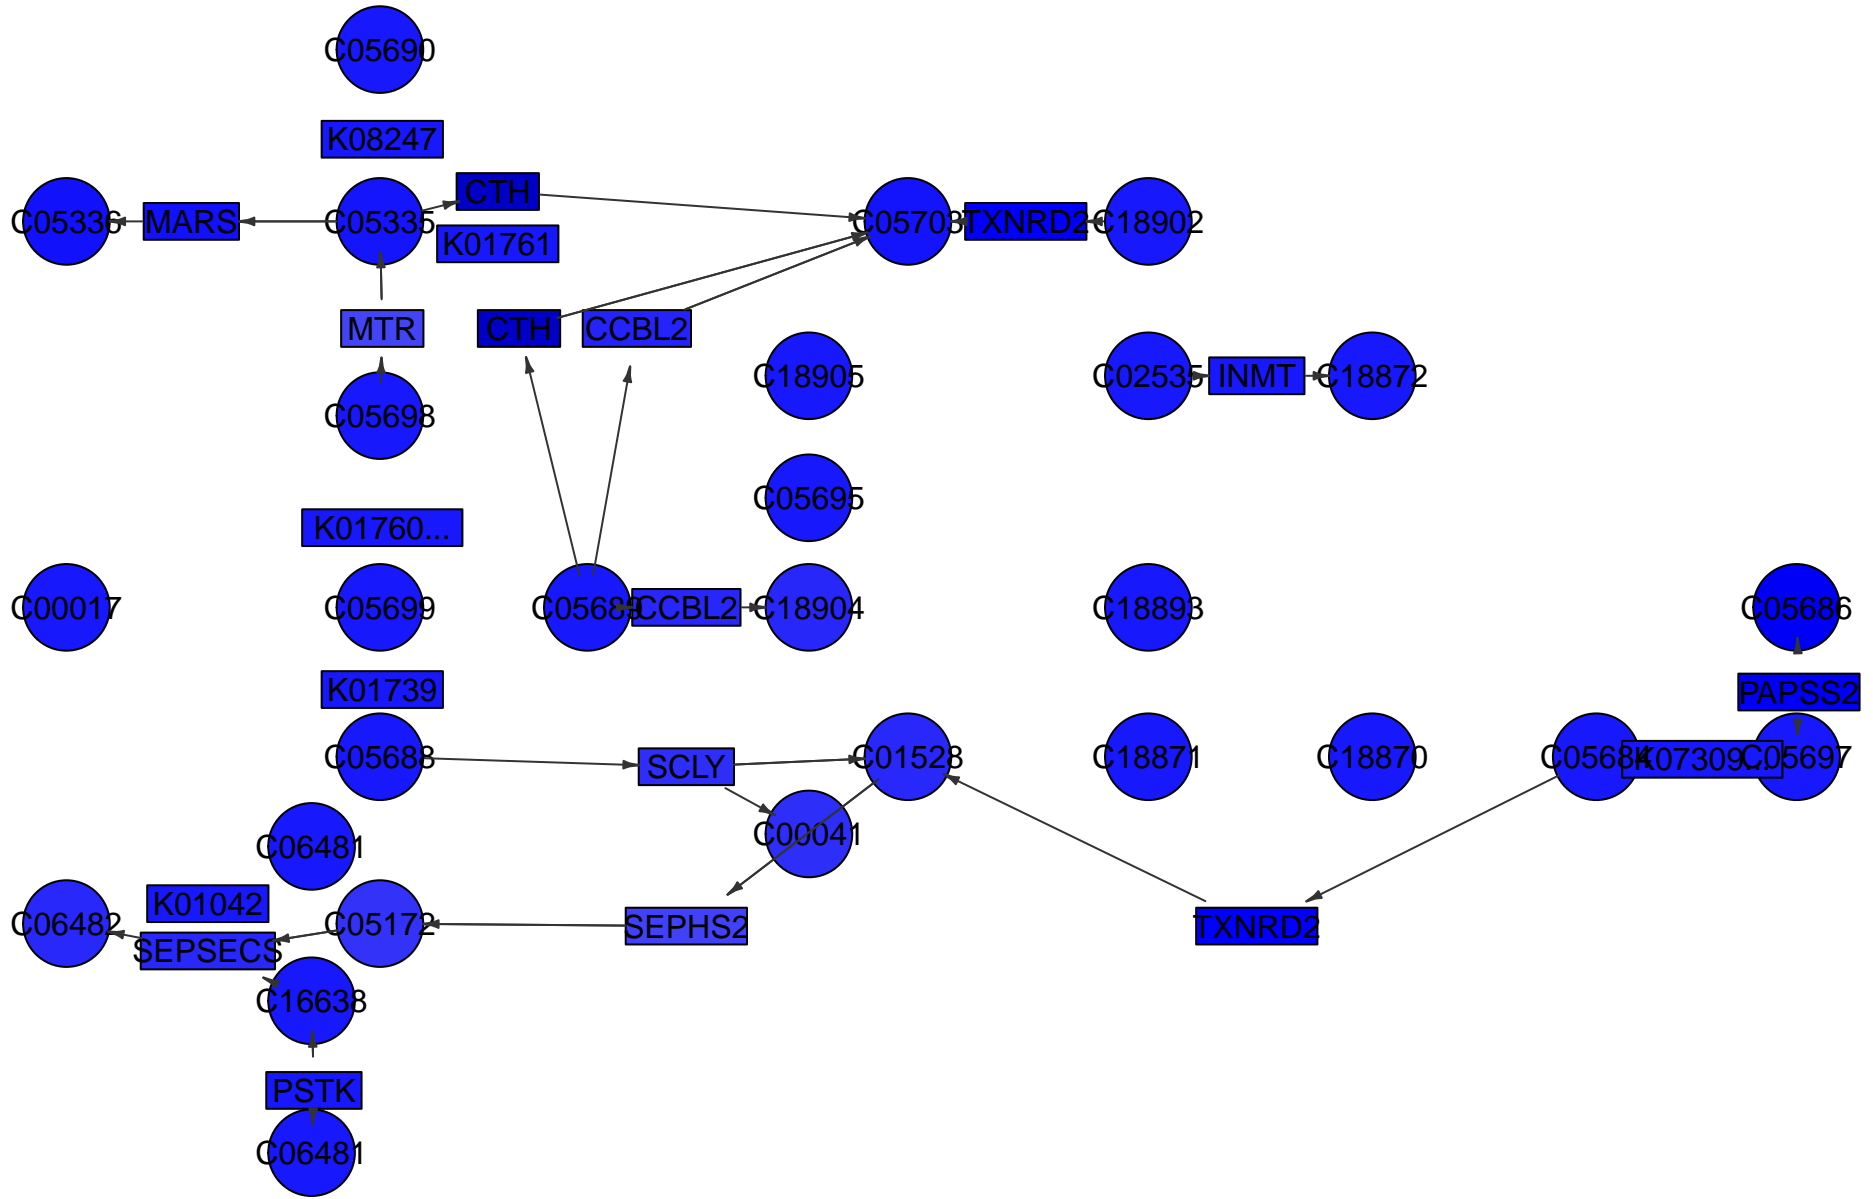 C05690
K08247
CTH
C05336
MARS
C05335
C05703
TXNRD2
C18902
K01761
MTR
CTH
CCBL2
C18905
C02535
INMT
C18872
C05698
C05695
K01760...
C00017
C05699
C05689
CCBL2
C18904
C18893
C05686
K01739
PAPSS2
C05688
SCLY
C01528
C18871
C18870
C05684
K07309...
C05697
C00041
C06481
K01042
C06482
C05172
SEPHS2
TXNRD2
SEPSECS
C16638
PSTK
C06481